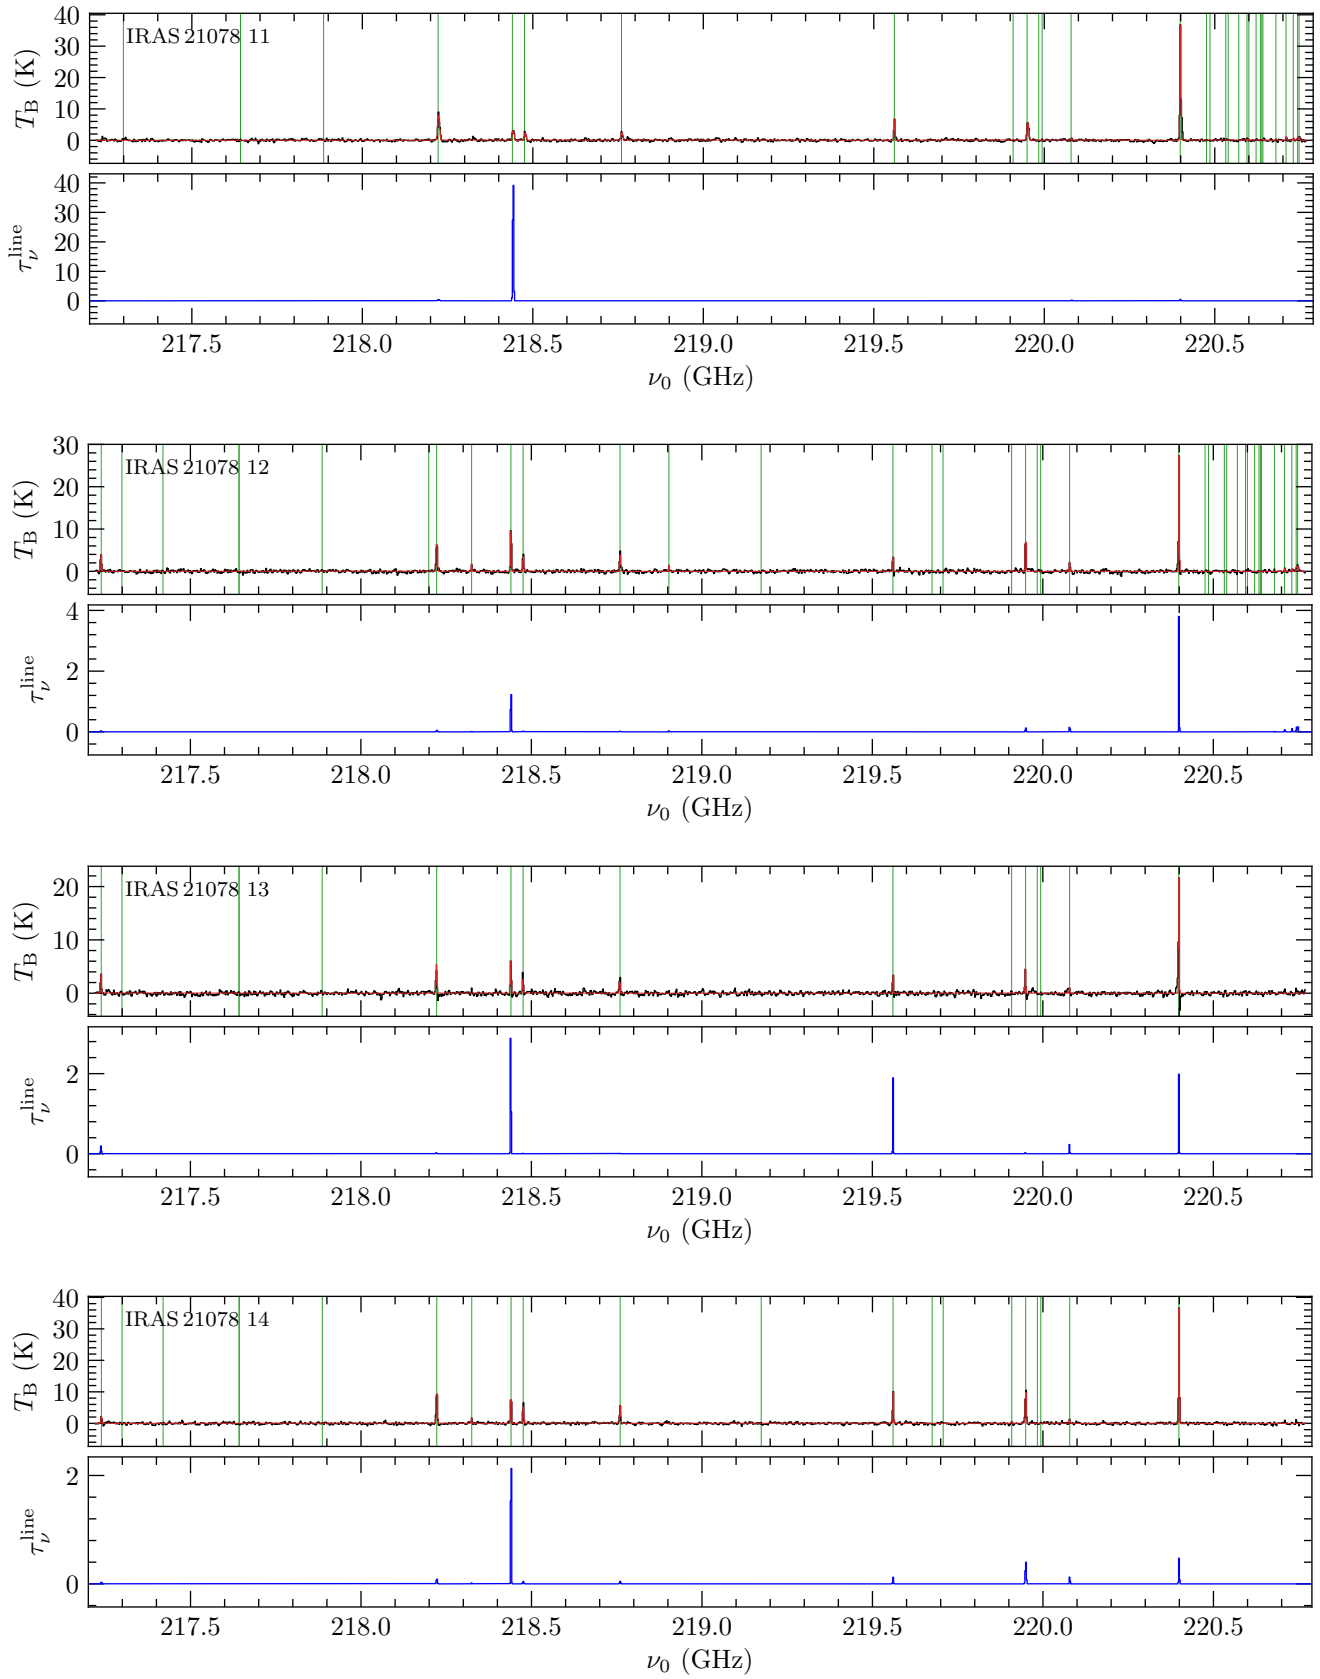 IRAS 21078 11
T_B (K)
40
30
20
10
0
τ_ν^line
40
30
20
10
0
217.5 218.0 218.5 219.0 219.5 220.0 220.5
ν_0 (GHz)
IRAS 21078 12
T_B (K)
30
20
10
0
τ_ν^line
4
2
0
217.5 218.0 218.5 219.0 219.5 220.0 220.5
ν_0 (GHz)
IRAS 21078 13
T_B (K)
20
10
0
τ_ν^line
2
0
217.5 218.0 218.5 219.0 219.5 220.0 220.5
ν_0 (GHz)
IRAS 21078 14
T_B (K)
40
30
20
10
0
τ_ν^line
2
0
217.5 218.0 218.5 219.0 219.5 220.0 220.5
ν_0 (GHz)